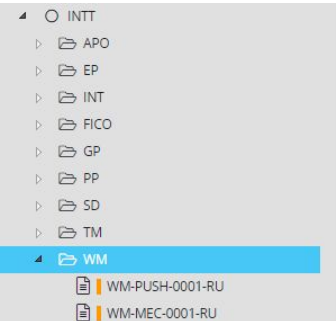 INTT
APO
EP
INT
FICO
GP
PP
SD
TM
WM
WM-PUSH-0001-RU
WM-MEC-0001-RU